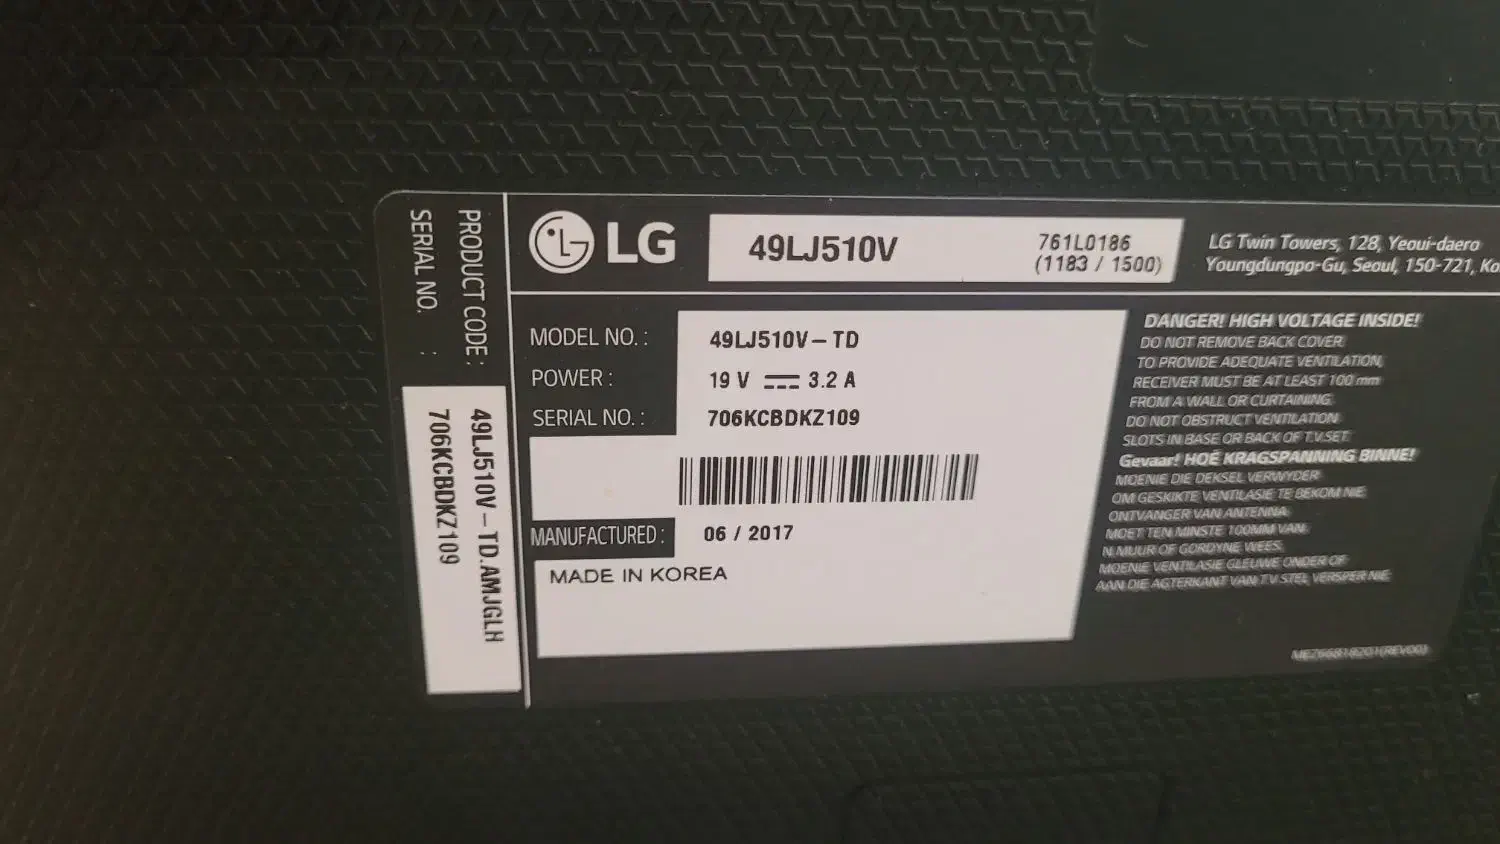 PRODUCT CODE : 49LJ510V – TD.AMJGLH
SERIAL NO. : 706KCBDKZ109
LG
49LJ510V
761L0186
(1183 / 1500)
LG Twin Towers, 128, Yeoui-daero
Youngdungpo-Gu, Seoul, 150-721,
MODEL NO. : 49LJ510V – TD
POWER : 19 V 3.2 A
SERIAL NO. : 706KCBDKZ109
MANUFACTURED : 06 / 2017
MADE IN KOREA
DANGER! HIGH VOLTAGE INSIDE!
DO NOT REMOVE BACK COVER.
TO PROVIDE ADEQUATE VENTILATION,
RECEIVER MUST BE AT LEAST 100 mm
FROM A WALL OR CURTAINING.
DO NOT OBSTRUCT VENTILATION
SLOTS IN BASE OR BACK OF T.V.SET.
Gevaar! HOË KRAGSPANNING BINNE!
MOENIE DIE DEKSEL VERWYDER
OM GESKIKTE VENTILASIE TE BEKOM NIE.
ONTVANGER VAN ANTENNA
MOET TEN MINSTE 100MM VAN
N MUUR OF GORDYNE WEES.
MOENIE VENTILASIE GLEUWE ONDER OF
AAN DIE AGTERKANT VAN T.V STEL VERSPER NIE.